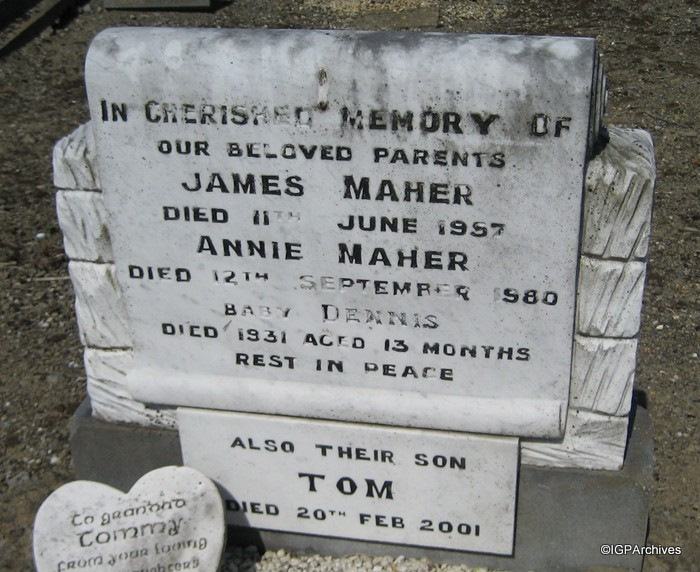 IN CHERISHED MEMORY OF
OUR BELOVED PARENTS
JAMES MAHER
DIED 11TH JUNE 1957
ANNIE MAHER
DIED 12TH SEPTEMBER 1980
BABY DENNIS
DIED 1931 AGED 13 MONTHS
REST IN PEACE
ALSO THEIR SON
TOM
DIED 20TH FEB 2001
to grandad
tommy
from your loving
©IGPArchives